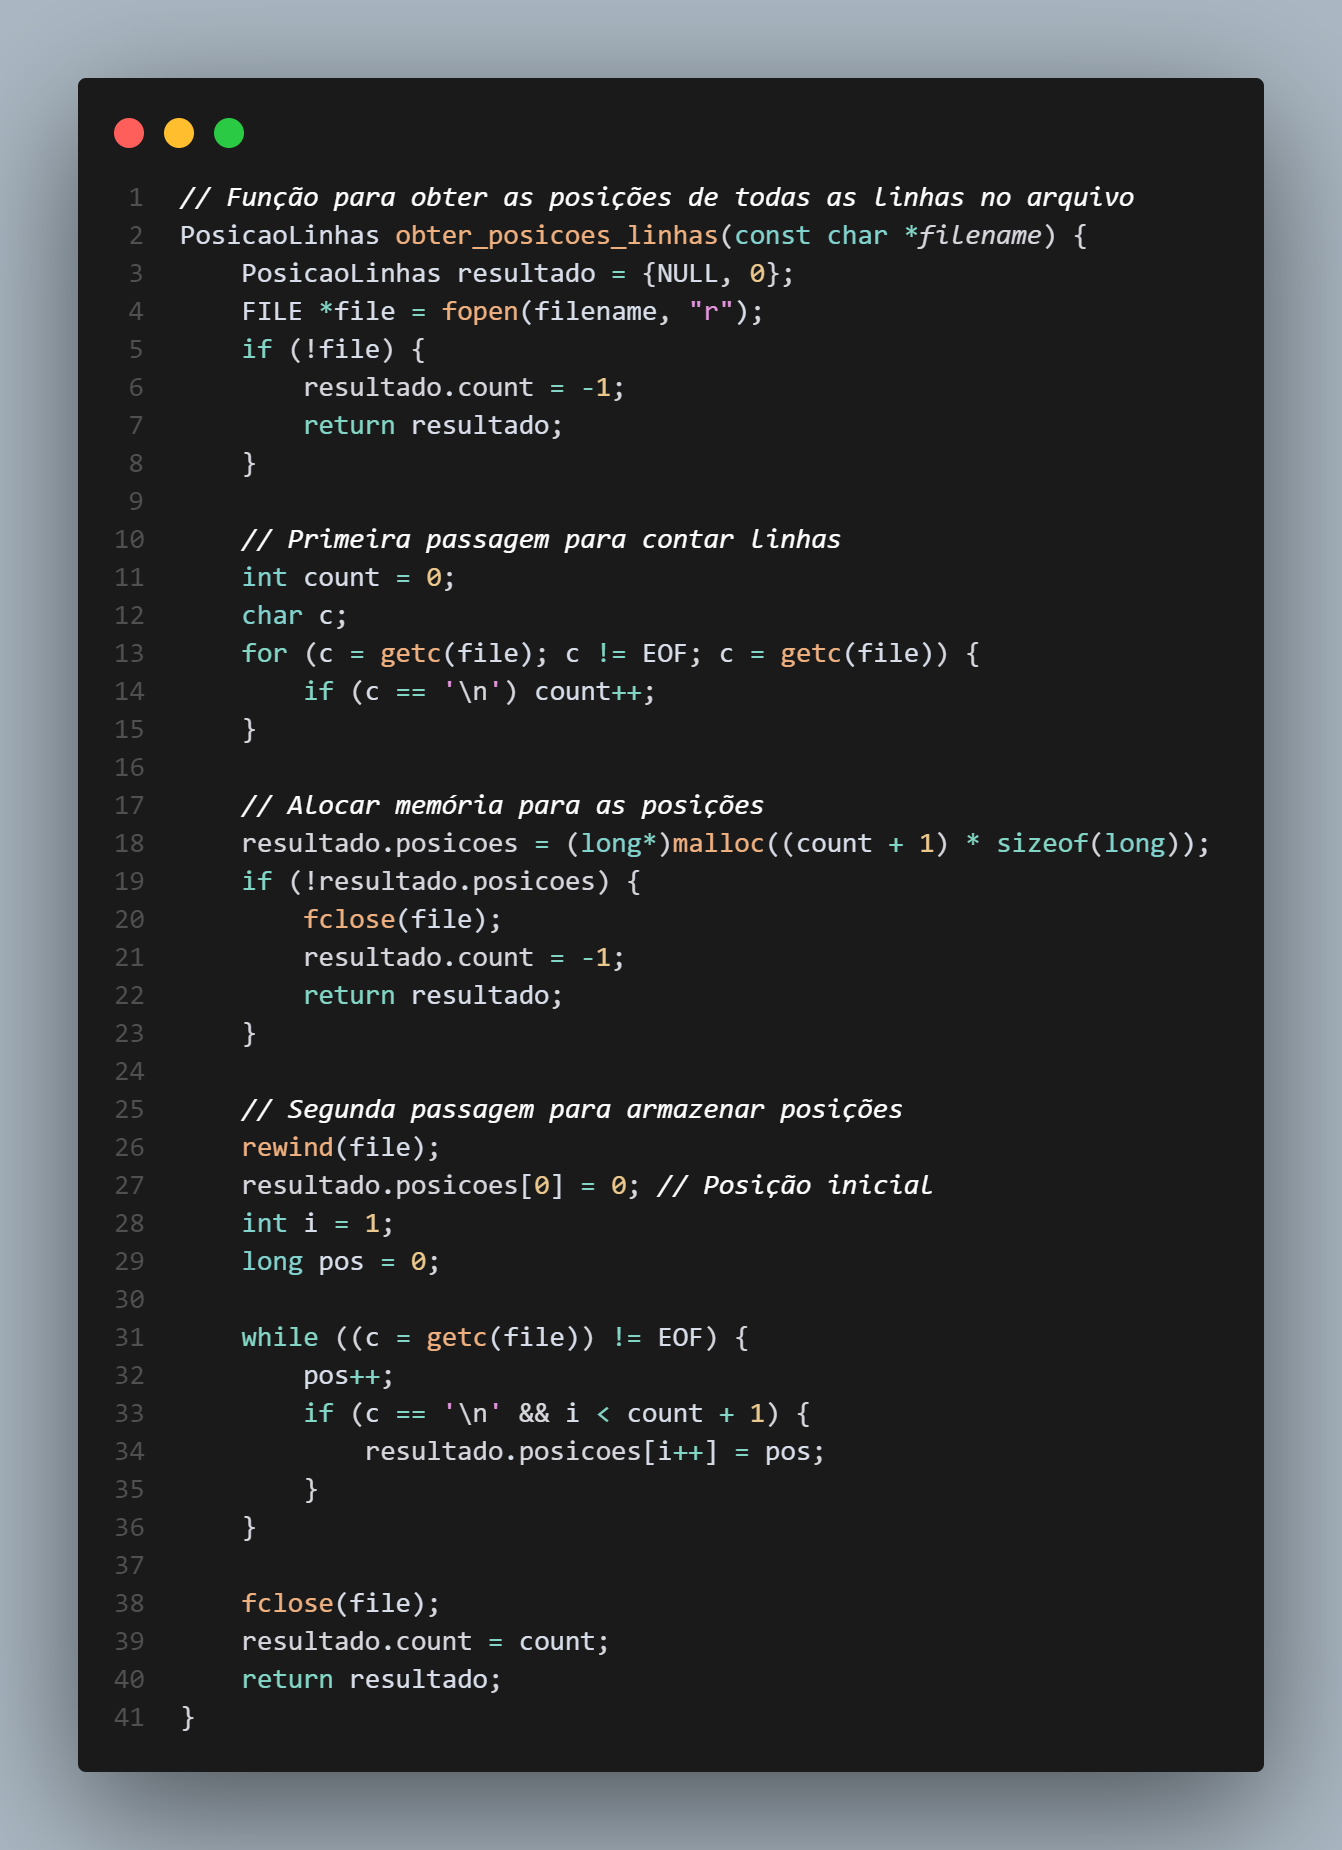 1 // Função para obter as posições de todas as linhas no arquivo
2 PosicaoLinhas obter_posicoes_linhas(const char *filename) {
3     PosicaoLinhas resultado = {NULL, 0};
4     FILE *file = fopen(filename, "r");
5     if (!file) {
6         resultado.count = -1;
7         return resultado;
8     }
9
10     // Primeira passagem para contar linhas
11     int count = 0;
12     char c;
13     for (c = getc(file); c != EOF; c = getc(file)) {
14         if (c == '\n') count++;
15     }
16
17     // Alocar memória para as posições
18     resultado.posicoes = (long*)malloc((count + 1) * sizeof(long));
19     if (!resultado.posicoes) {
20         fclose(file);
21         resultado.count = -1;
22         return resultado;
23     }
24
25     // Segunda passagem para armazenar posições
26     rewind(file);
27     resultado.posicoes[0] = 0; // Posição inicial
28     int i = 1;
29     long pos = 0;
30
31     while ((c = getc(file)) != EOF) {
32         pos++;
33         if (c == '\n' && i < count + 1) {
34             resultado.posicoes[i++] = pos;
35         }
36     }
37
38     fclose(file);
39     resultado.count = count;
40     return resultado;
41 }